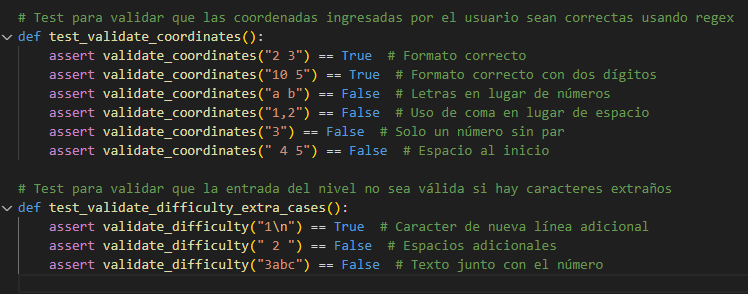 # Test para validar que las coordenadas ingresadas por el usuario sean correctas usando regex
def test_validate_coordinates():
    assert validate_coordinates("2 3") == True  # Formato correcto
    assert validate_coordinates("10 5") == True  # Formato correcto con dos dígitos
    assert validate_coordinates("a b") == False  # Letras en lugar de números
    assert validate_coordinates("1,2") == False  # Uso de coma en lugar de espacio
    assert validate_coordinates("3") == False  # Solo un número sin par
    assert validate_coordinates(" 4 5") == False  # Espacio al inicio

# Test para validar que la entrada del nivel no sea válida si hay caracteres extraños
def test_validate_difficulty_extra_cases():
    assert validate_difficulty("1\n") == True  # Caracter de nueva línea adicional
    assert validate_difficulty(" 2 ") == False  # Espacios adicionales
    assert validate_difficulty("3abc") == False  # Texto junto con el número